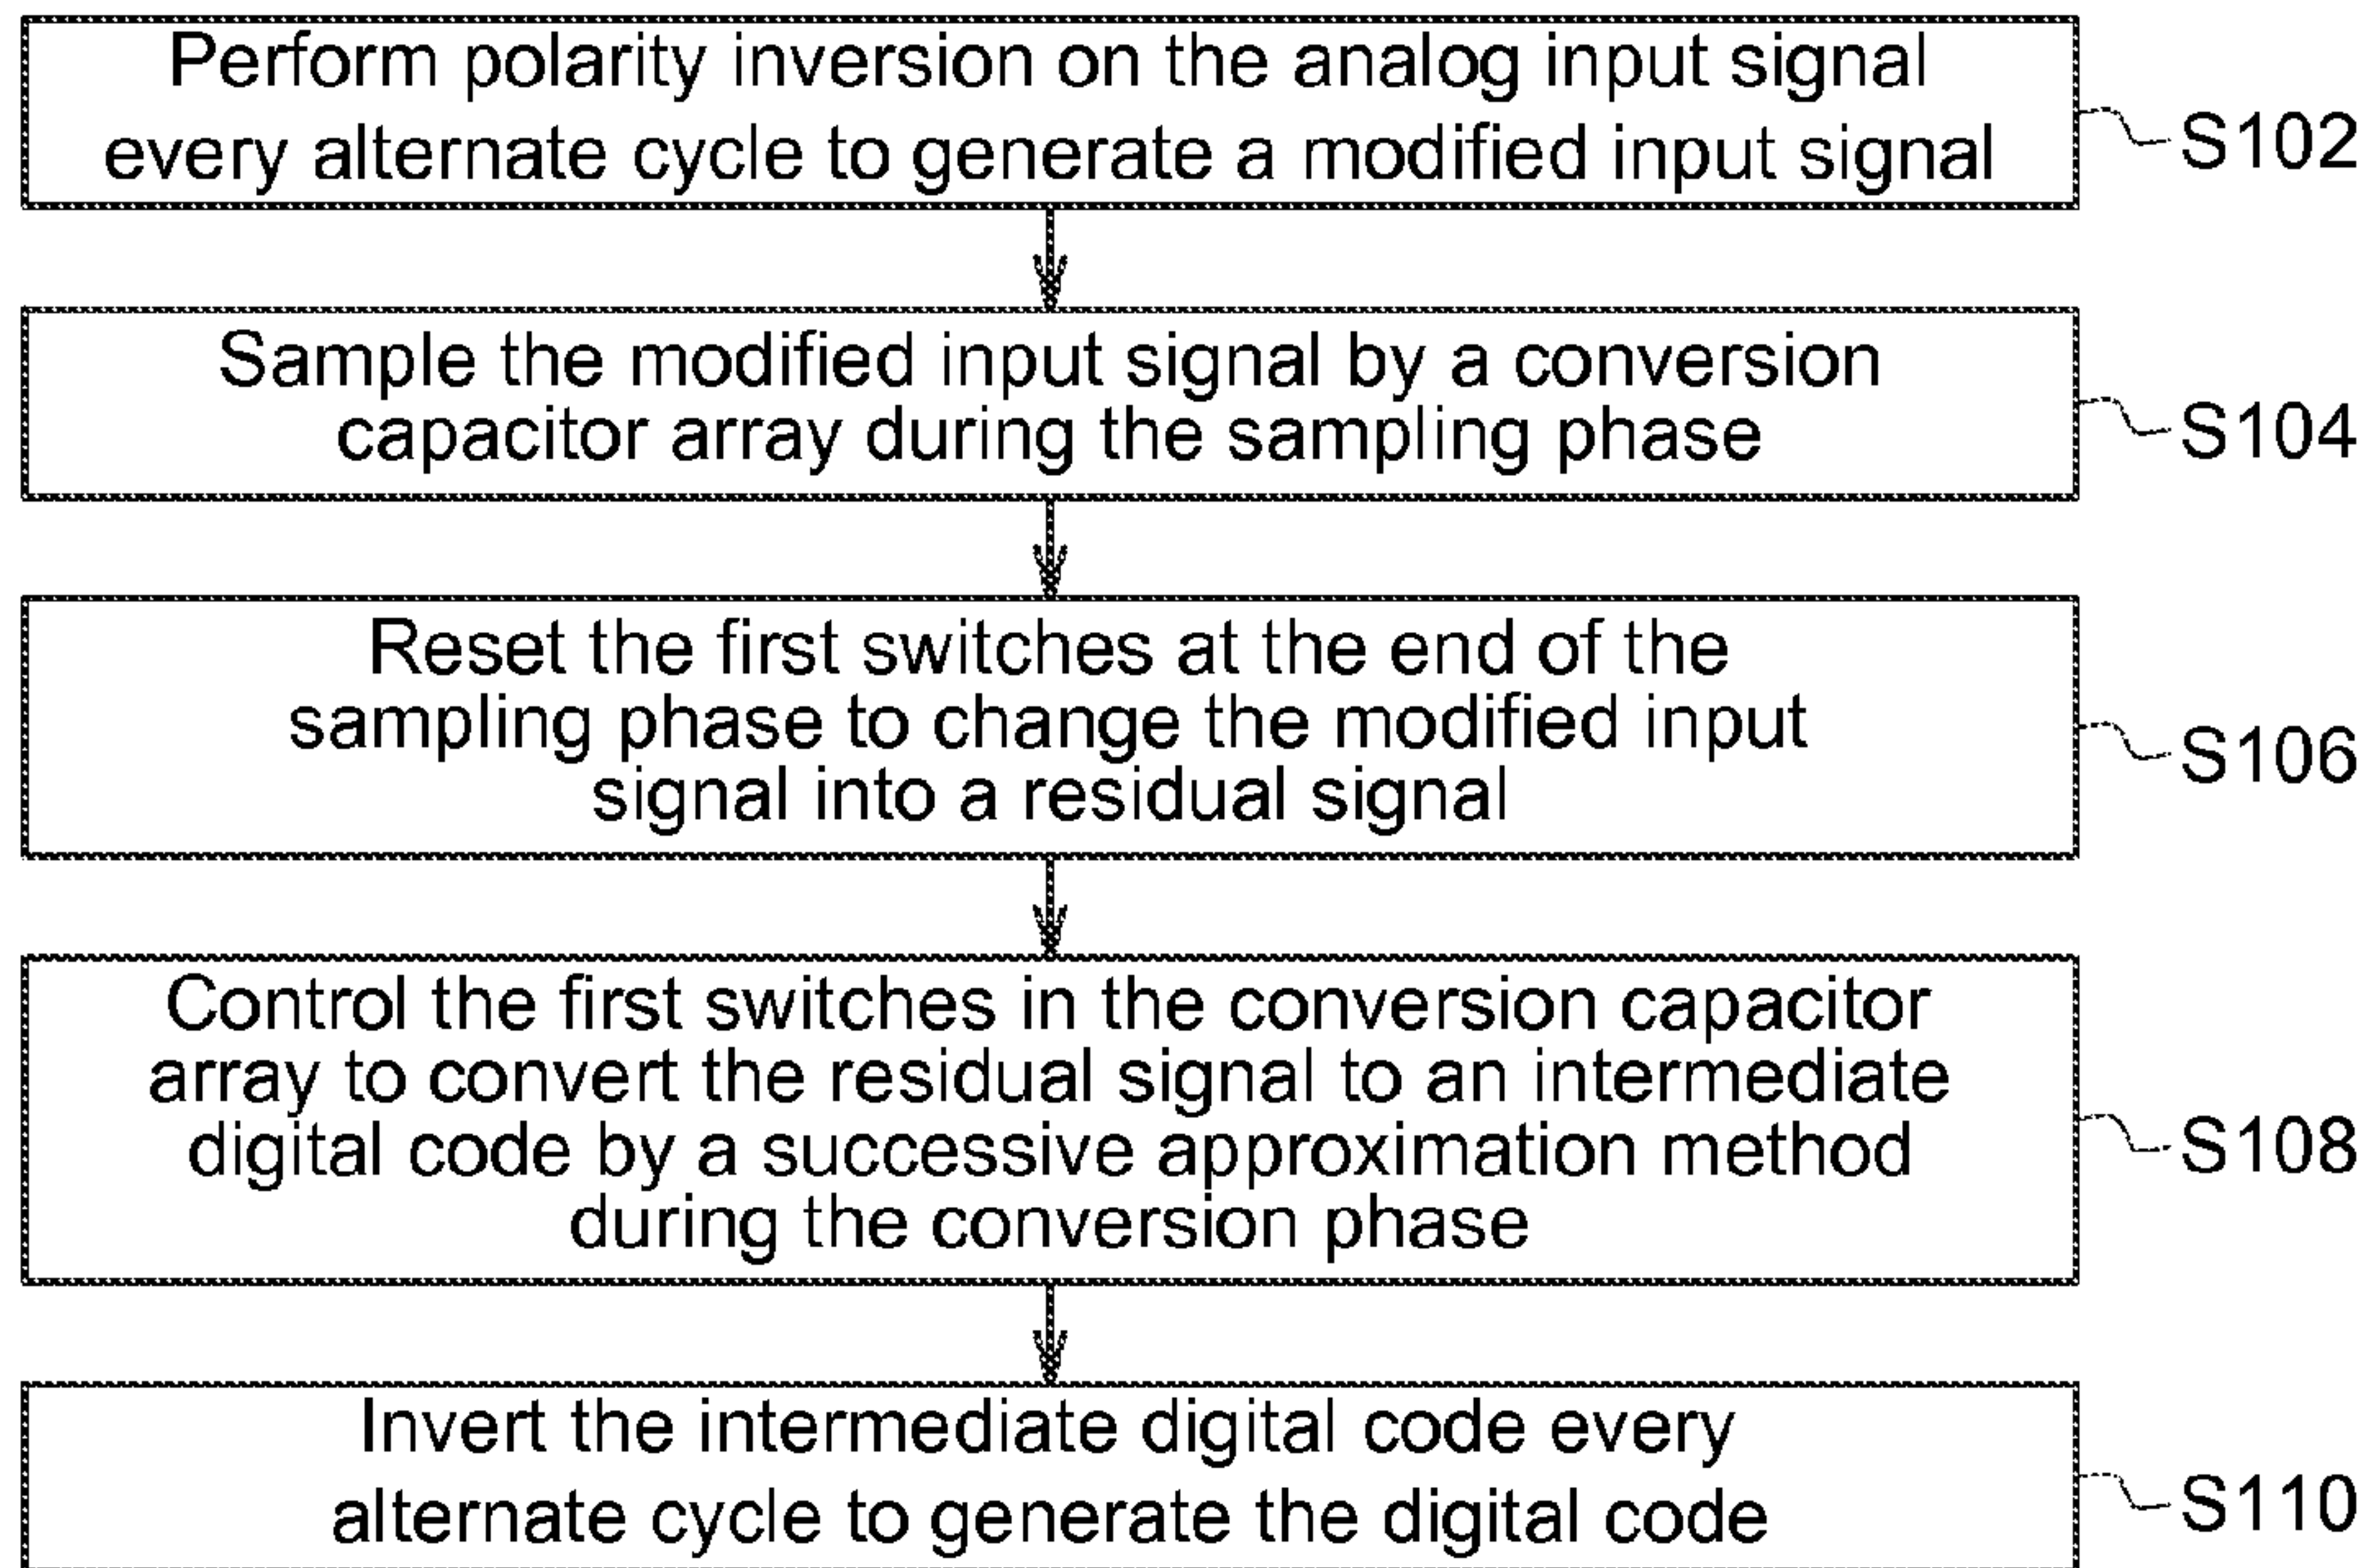 Perform polarity inversion on the analog input signal
every alternate cycle to generate a modified input signal
S102
Sample the modified input signal by a conversion
capacitor array during the sampling phase
S104
Reset the first switches at the end of the
sampling phase to change the modified input
signal into a residual signal
S106
Control the first switches in the conversion capacitor
array to convert the residual signal to an intermediate
digital code by a successive approximation method
during the conversion phase
S108
Invert the intermediate digital code every
alternate cycle to generate the digital code
S110